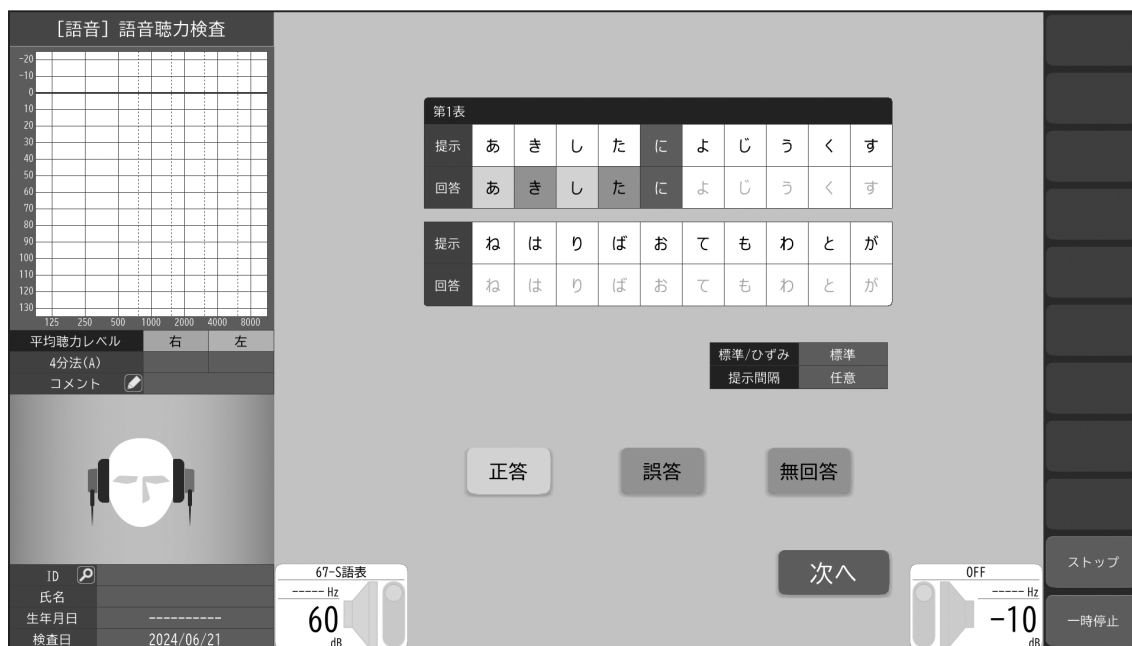 [語音] 語音聴力検査
-20
-10
0
10
20
30
40
50
60
70
80
90
100
110
120
130
125 250 500 1000 2000 4000 8000
平均聴力レベル 右 左
4分法(A)
コメント
ID
氏名
生年月日 ----------
検査日 2024/06/21
第1表
提示 あ き し た に よ じ う く す
回答 あ き し た に よ じ う く す
提示 ね は り ば お て も わ と が
回答 ね は り ば お て も わ と が
標準/ひずみ 標準
提示間隔 任意
正答 誤答 無回答
次へ
67-S語表
----- Hz
60
dB
OFF
----- Hz
-10
dB
ストップ
一時停止